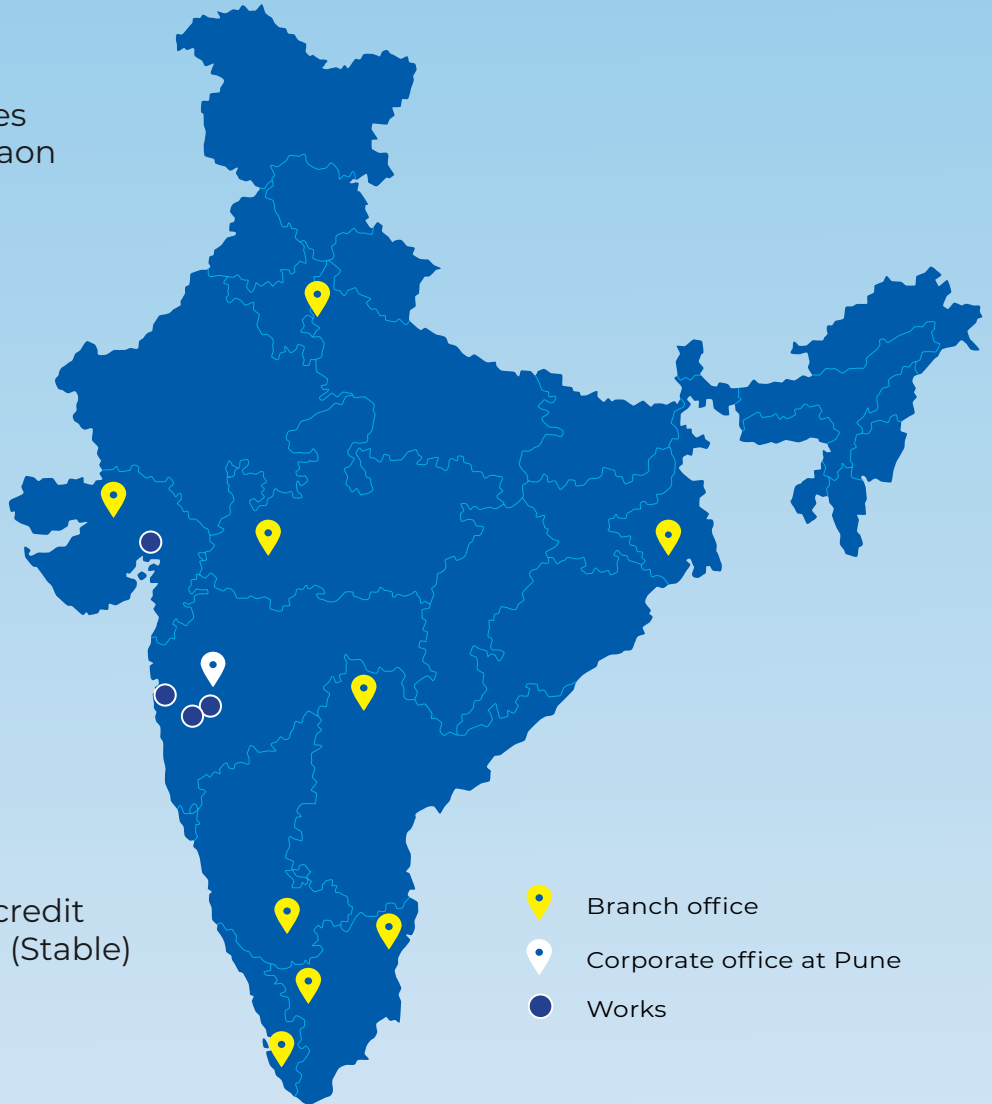 es
aon
credit
(Stable)
Branch office
Corporate office at Pune
Works